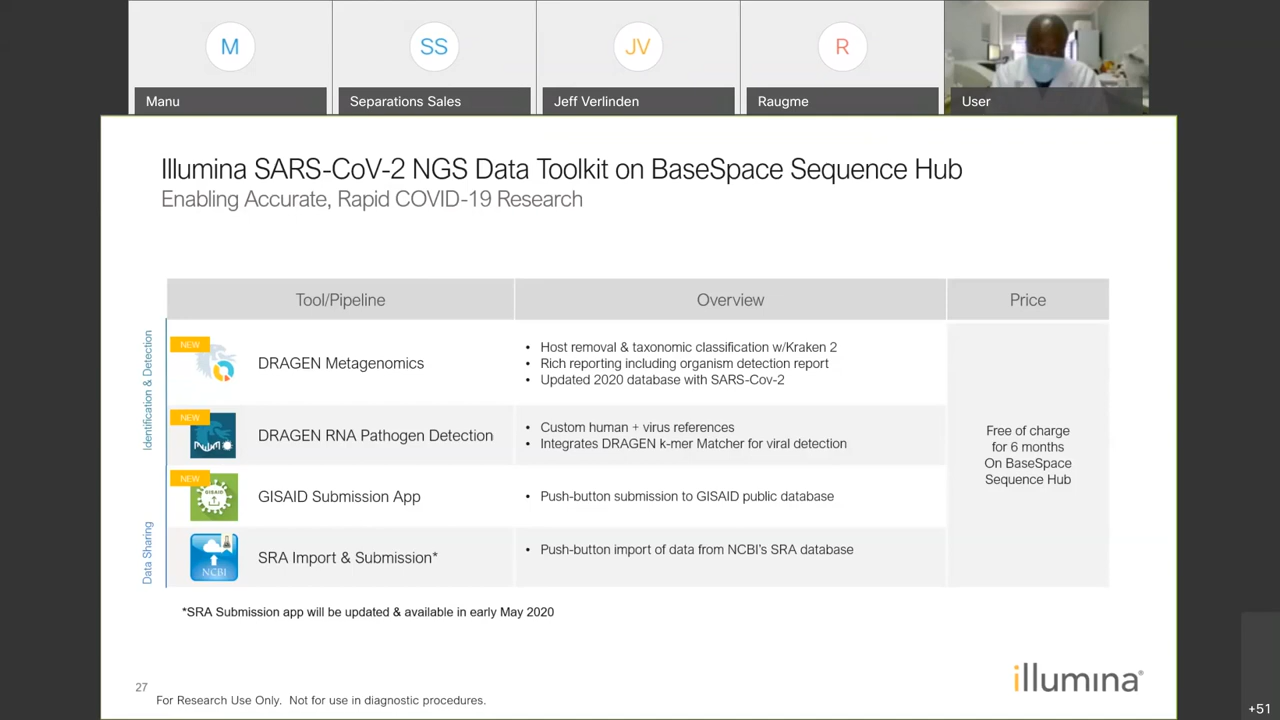 M
SS
JV
R
Manu
Separations Sales
Jeff Verlinden
Raugme
User
Illumina SARS-CoV-2 NGS Data Toolkit on BaseSpace Sequence Hub
Enabling Accurate, Rapid COVID-19 Research
Tool/Pipeline
Overview
Price
Identification & Detection
NEW
DRAGEN Metagenomics
• Host removal & taxonomic classification w/Kraken 2
• Rich reporting including organism detection report
• Updated 2020 database with SARS-Cov-2
NEW
DRAGEN RNA Pathogen Detection
• Custom human + virus references
• Integrates DRAGEN k-mer Matcher for viral detection
Free of charge
for 6 months
On BaseSpace
Sequence Hub
Data Sharing
NEW
GISAID
GISAID Submission App
• Push-button submission to GISAID public database
NCBI
SRA Import & Submission*
• Push-button import of data from NCBI's SRA database
*SRA Submission app will be updated & available in early May 2020
27
For Research Use Only. Not for use in diagnostic procedures.
illumina®
+51